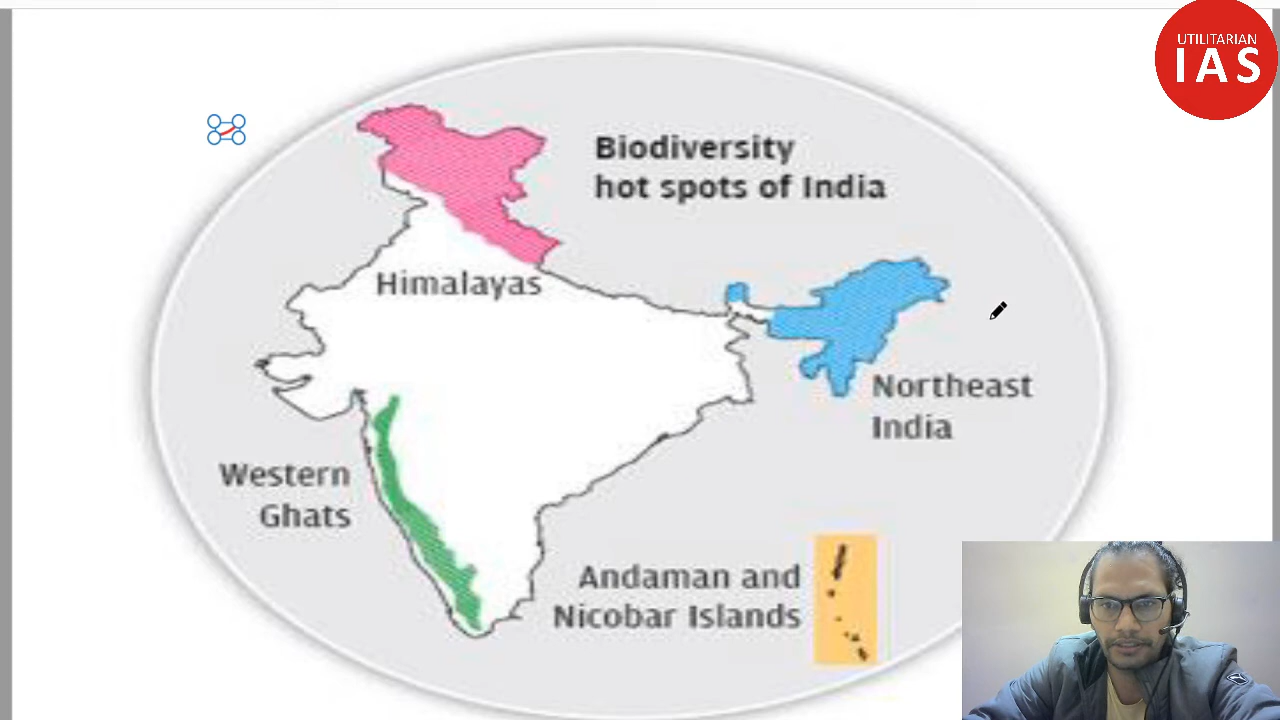 UTILITARIAN
IAS
Biodiversity
hot spots of India
Himalayas
Northeast
India
Western
Ghats
Andaman and
Nicobar Islands